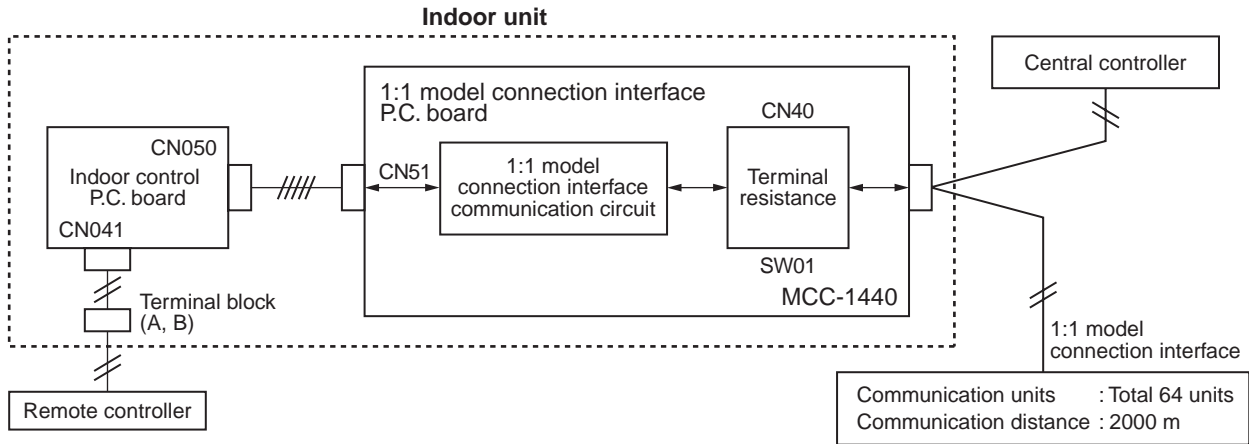 Indoor unit
Central controller
1:1 model connection interface
P.C. board
CN40
CN050
Indoor control
P.C. board
CN041
CN51
1:1 model
connection interface
communication circuit
Terminal
resistance
SW01
MCC-1440
Terminal block
(A, B)
Remote controller
1:1 model
connection interface
Communication units : Total 64 units
Communication distance : 2000 m